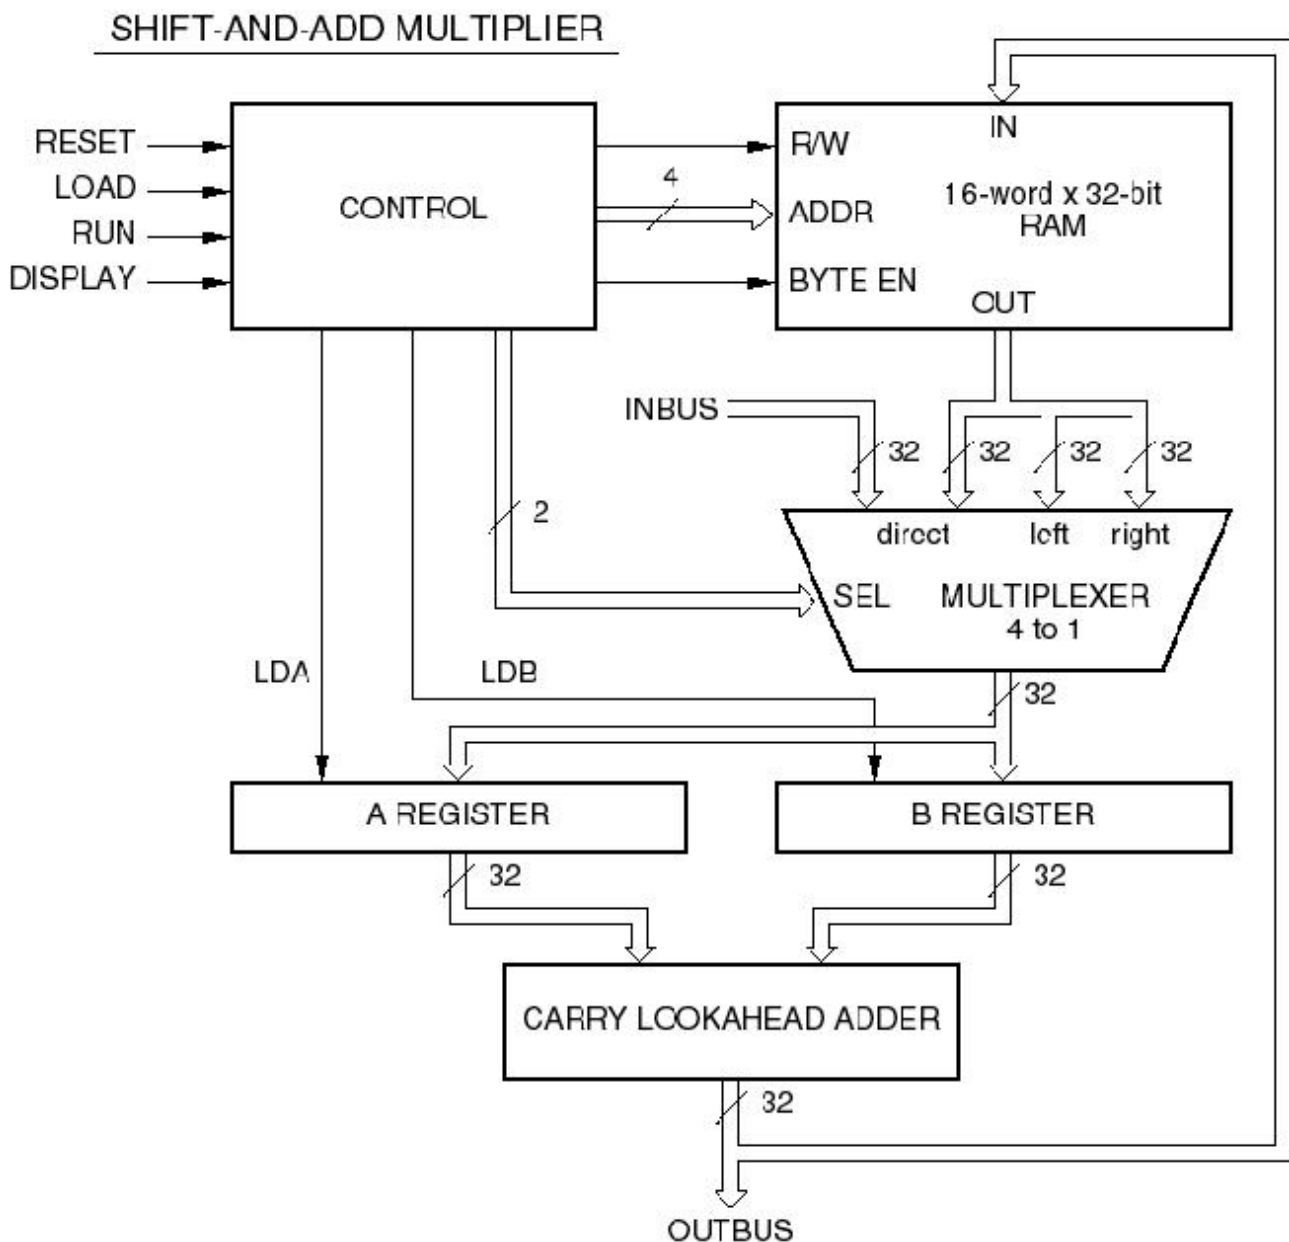 SHIFT-AND-ADD MULTIPLIER
RESET
LOAD
RUN
DISPLAY
CONTROL
4
R/W
ADDR
BYTE EN
IN
16-word x 32-bit
RAM
OUT
INBUS
32
32
32
32
2
direct
left
right
SEL
MULTIPLEXER
4 to 1
LDA
LDB
32
A REGISTER
B REGISTER
32
32
CARRY LOOKAHEAD ADDER
32
OUTBUS